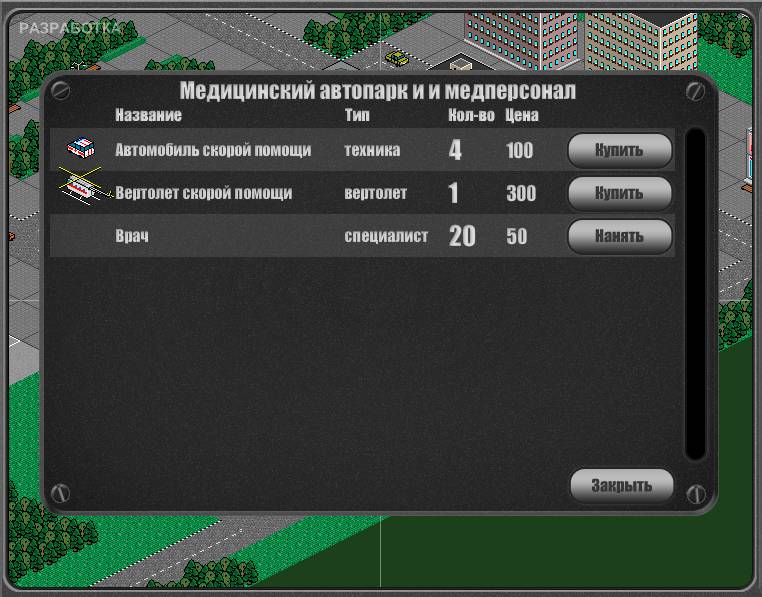 РАЗРАБОТКА
Медицинский автопарк и и медперсонал
Название Тип Кол-во Цена
Автомобиль скорой помощи техника 4 100 Купить
Вертолет скорой помощи вертолет 1 300 Купить
Врач специалист 20 50 Нанять
Закрыть